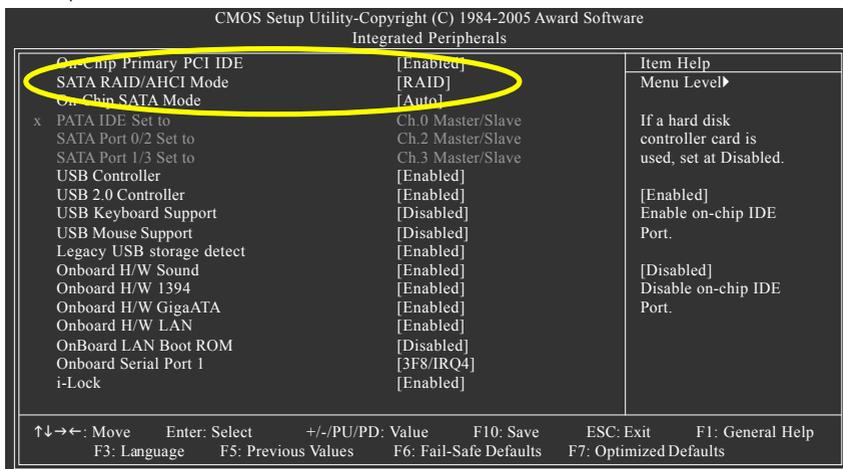 CMOS Setup Utility-Copyright (C) 1984-2005 Award Software
Integrated Peripherals
On-Chip Primary PCI IDE [Enabled]
SATA RAID/AHCI Mode [RAID]
On-Chip SATA Mode [Auto]
x PATA IDE Set to Ch.0 Master/Slave
SATA Port 0/2 Set to Ch.2 Master/Slave
SATA Port 1/3 Set to Ch.3 Master/Slave
USB Controller [Enabled]
USB 2.0 Controller [Enabled]
USB Keyboard Support [Disabled]
USB Mouse Support [Disabled]
Legacy USB storage detect [Enabled]
Onboard H/W Sound [Enabled]
Onboard H/W 1394 [Enabled]
Onboard H/W GigaATA [Enabled]
Onboard H/W LAN [Enabled]
OnBoard LAN Boot ROM [Disabled]
Onboard Serial Port 1 [3F8/IRQ4]
i-Lock [Enabled]
Item Help
Menu Level▶
If a hard disk
controller card is
used, set at Disabled.
[Enabled]
Enable on-chip IDE
Port.
[Disabled]
Disable on-chip IDE
Port.
↑↓→←: Move Enter: Select +/-/PU/PD: Value F10: Save ESC: Exit F1: General Help
F3: Language F5: Previous Values F6: Fail-Safe Defaults F7: Optimized Defaults